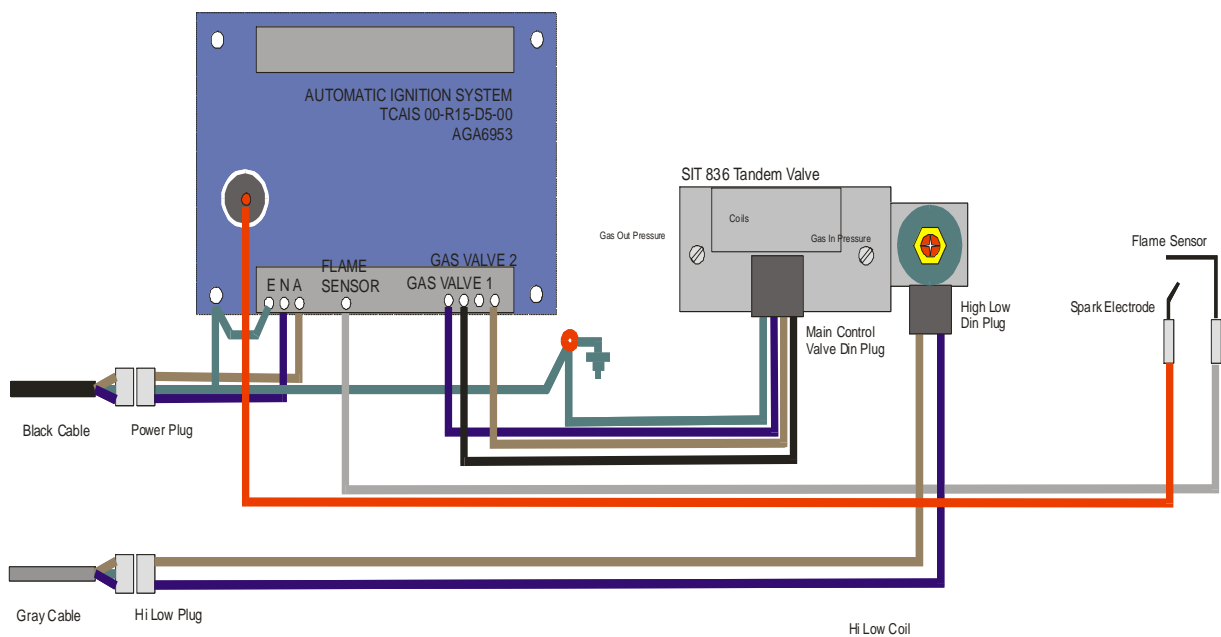 AUTOMATIC IGNITION SYSTEM
TCAIS 00-R15-D5-00
AGA6953
SIT 836 Tandem Valve
Coils
Gas Out Pressure
Gas In Pressure
Flame Sensor
GAS VALVE 2
FLAME
SENSOR
E N A
GAS VALVE 1
Spark Electrode
High Low
Din Plug
Main Control
Valve Din Plug
Black Cable
Power Plug
Gray Cable
Hi Low Plug
Hi Low Coil